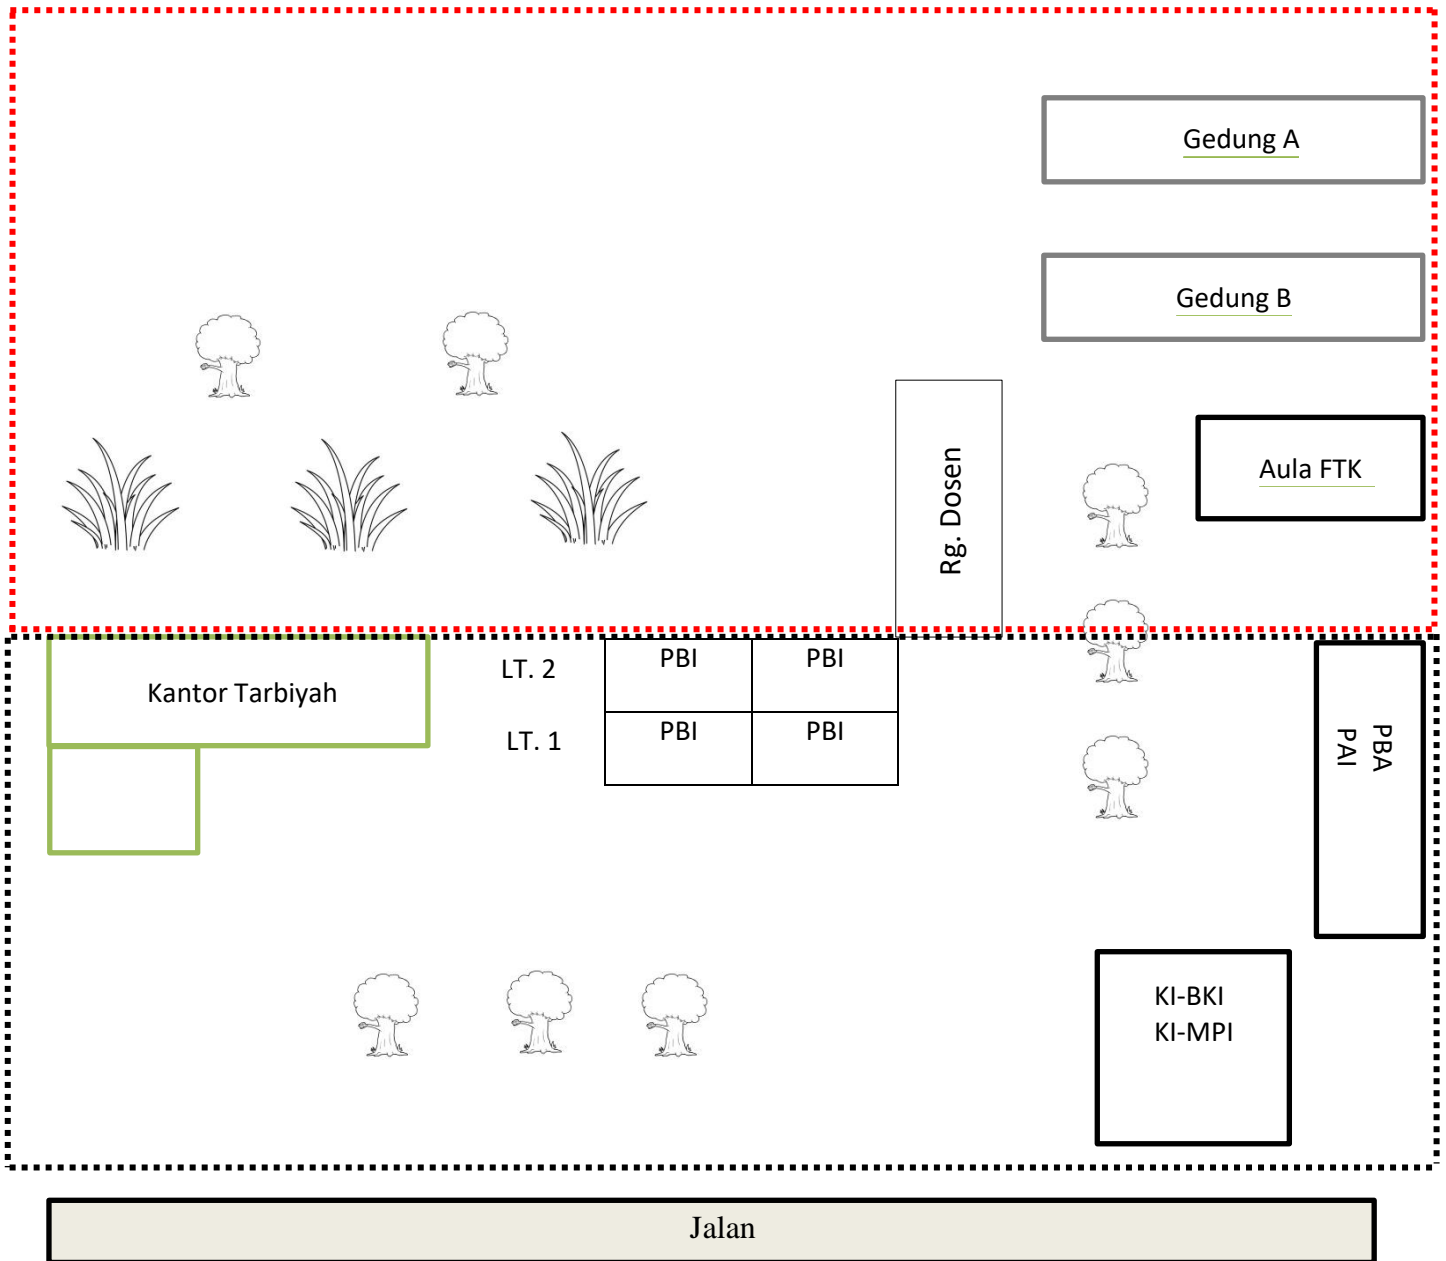 Gedung A
Gedung B
Aula FTK
Rg. Dosen
Kantor Tarbiyah
LT. 2
PBI
PBI
LT. 1
PBI
PBI
PBA
PAI
KI-BKI
KI-MPI
Jalan